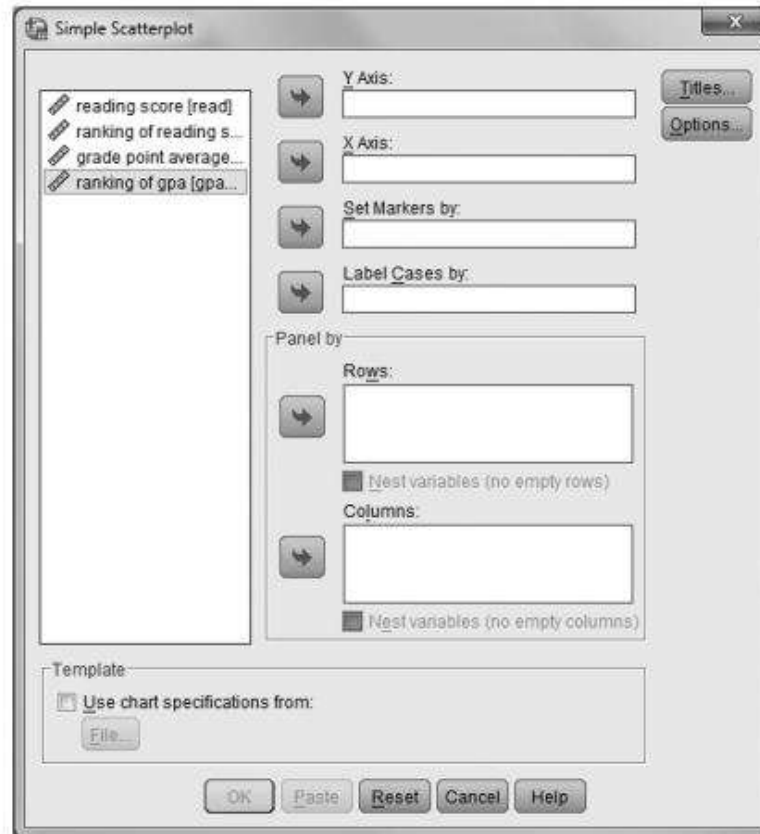 Simple Scatterplot
x
reading score [read]
ranking of reading s...
grade point average...
ranking of gpa [gpa...
Y Axis:
X Axis:
Set Markers by:
Label Cases by:
Titles...
Options...
Panel by
Rows:
Nest variables (no empty rows)
Columns:
Nest variables (no empty columns)
Template
Use chart specifications from:
File...
OK
Paste
Reset
Cancel
Help